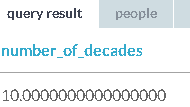 query result people
number_of_decades
10.0000000000000000